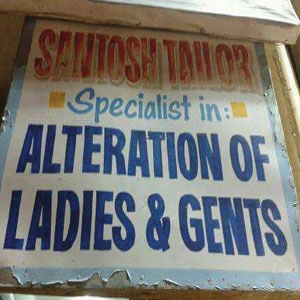 SANTOSH TAILOR
Specialist in:
ALTERATION OF
LADIES & GENTS